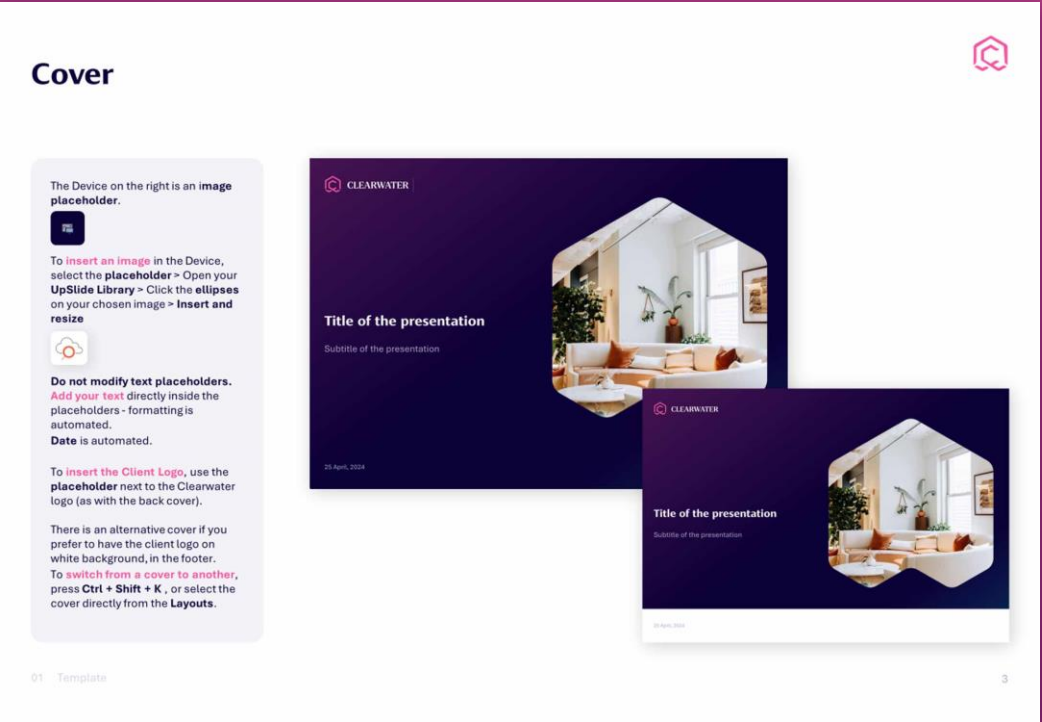 Cover
The Device on the right is an image
placeholder.
To insert an image in the Device,
select the placeholder > Open your
UpSlide Library > Click the ellipses
on your chosen image > Insert and
resize
Do not modify text placeholders.
Add your text directly inside the
placeholders - formatting is
automated.
Date is automated.
To insert the Client Logo, use the
placeholder next to the Clearwater
logo (as with the back cover).
There is an alternative cover if you
prefer to have the client logo on
white background, in the footer.
To switch from a cover to another,
press Ctrl + Shift + K , or select the
cover directly from the Layouts.
CLEARWATER
Title of the presentation
Subtitle of the presentation
25 April, 2024
CLEARWATER
Title of the presentation
Subtitle of the presentation
25 April, 2024
01 Template
3